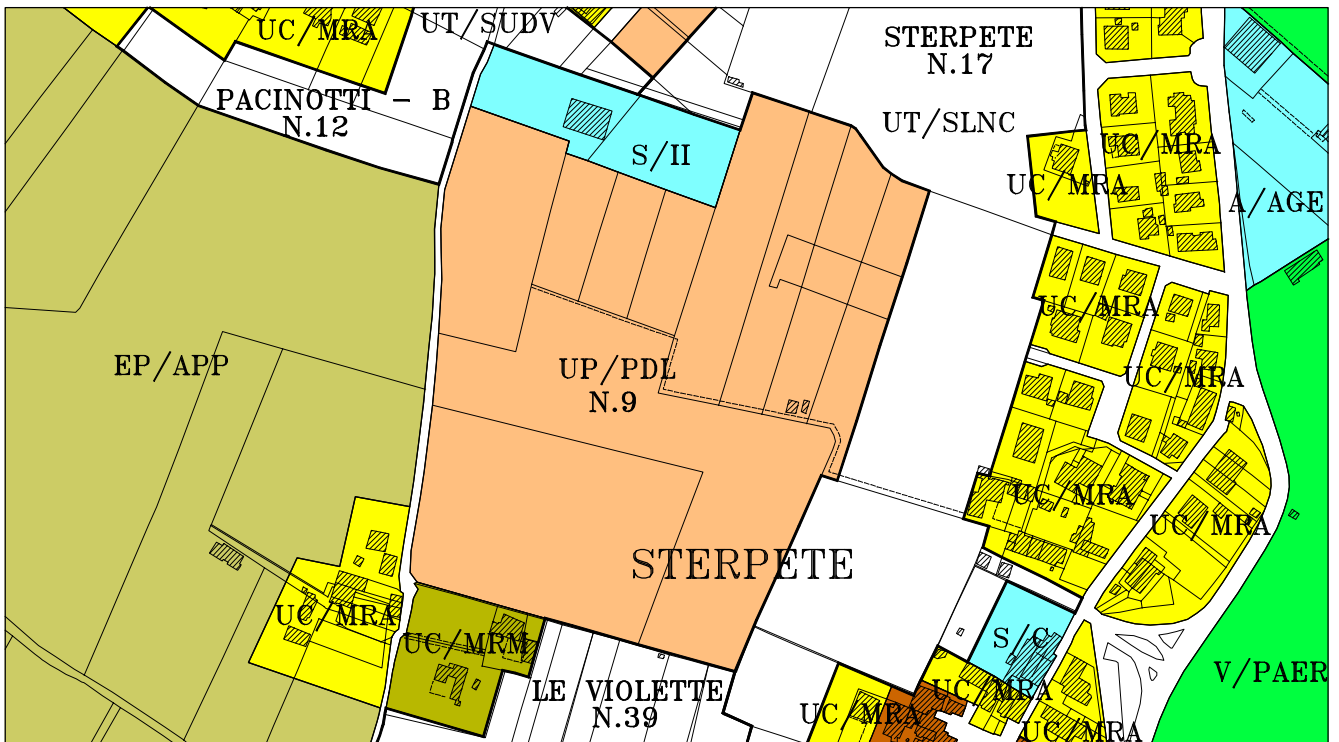 UC/MRA
UT/SUDV
STERPETE
N.17
PACINOTTI - B
N.12
UT/SLNC
S/II
UC/MRA
UC/MRA
A/AGE
UC/MRA
EP/APP
UP/PDL
N.9
UC/MRA
UC/MRA
UC/MRA
STERPETE
UC/MRA
UC/MRM
S/C
V/PAER
LE VIOLETTE
N.39
UC/MRA
UC/MRA
UC/MRA